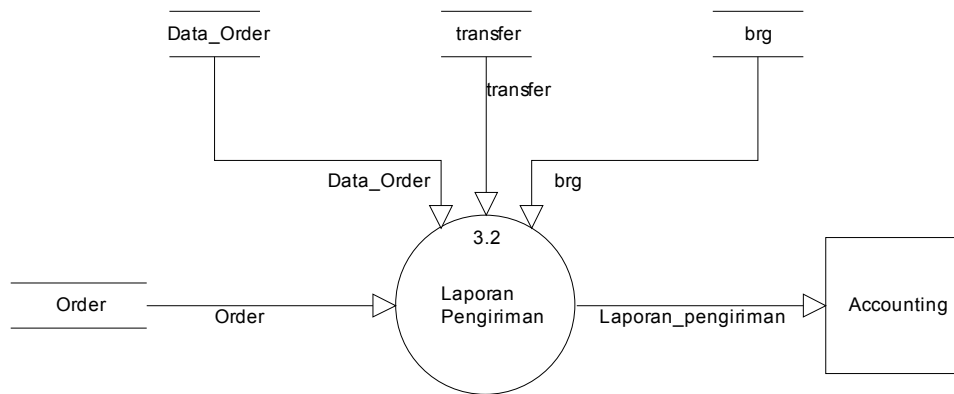 Data_Order
transfer
brg
transfer
Data_Order
brg
3.2
Laporan
Pengiriman
Order
Order
Laporan_pengiriman
Accounting